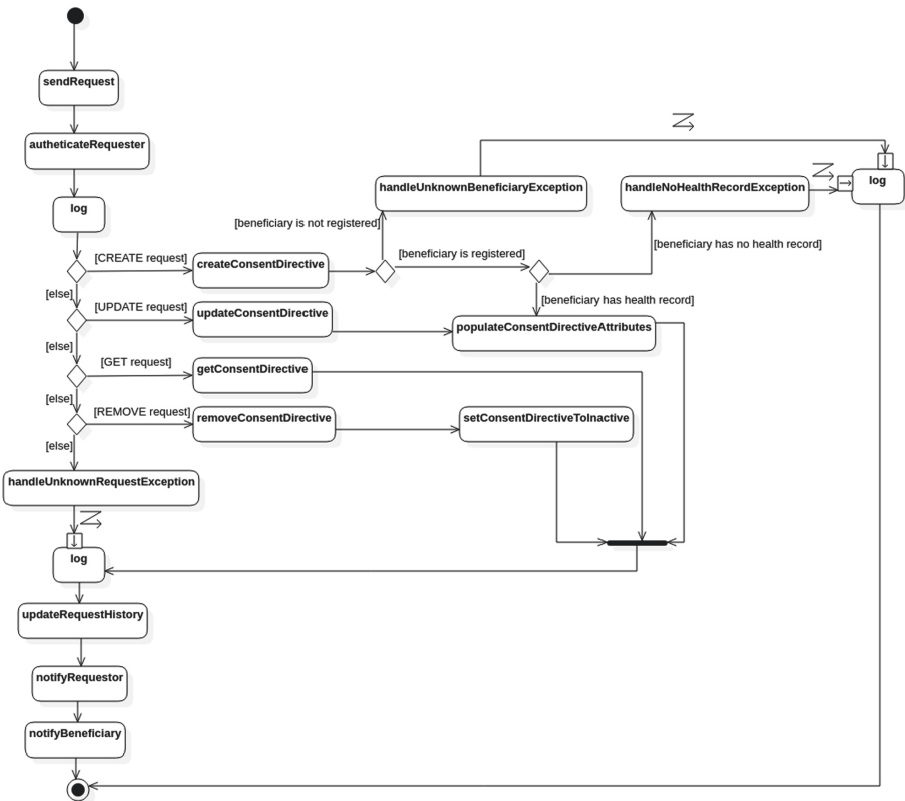 sendRequest
autheticateRequester
log
handleUnknownBeneficiaryException
handleNoHealthRecordException
log
[beneficiary is not registered]
[beneficiary has no health record]
[CREATE request]
createConsentDirective
[beneficiary is registered]
[else]
[UPDATE request]
updateConsentDirective
[beneficiary has health record]
populateConsentDirectiveAttributes
[else]
[GET request]
getConsentDirective
[else]
[REMOVE request]
removeConsentDirective
setConsentDirectiveToInactive
[else]
handleUnknownRequestException
log
updateRequestHistory
notifyRequestor
notifyBeneficiary